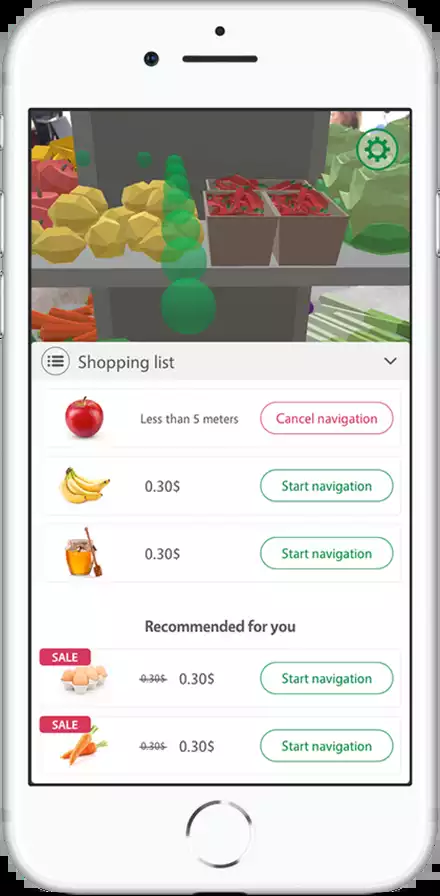 Shopping list
Less than 5 meters Cancel navigation
0.30$ Start navigation
0.30$ Start navigation
Recommended for you
SALE
0.30$ 0.30$ Start navigation
SALE
0.30$ 0.30$ Start navigation